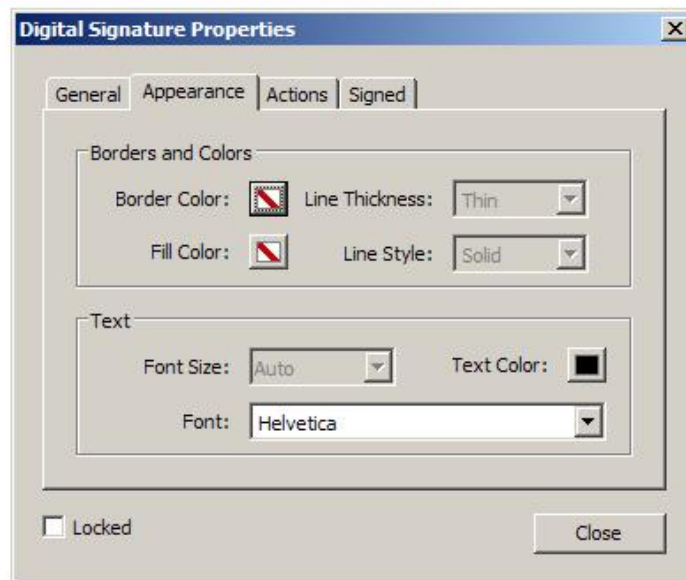 Digital Signature Properties
General Appearance Actions Signed
Borders and Colors
Border Color: Line Thickness: Thin
Fill Color: Line Style: Solid
Text
Font Size: Auto Text Color:
Font: Helvetica
Locked Close